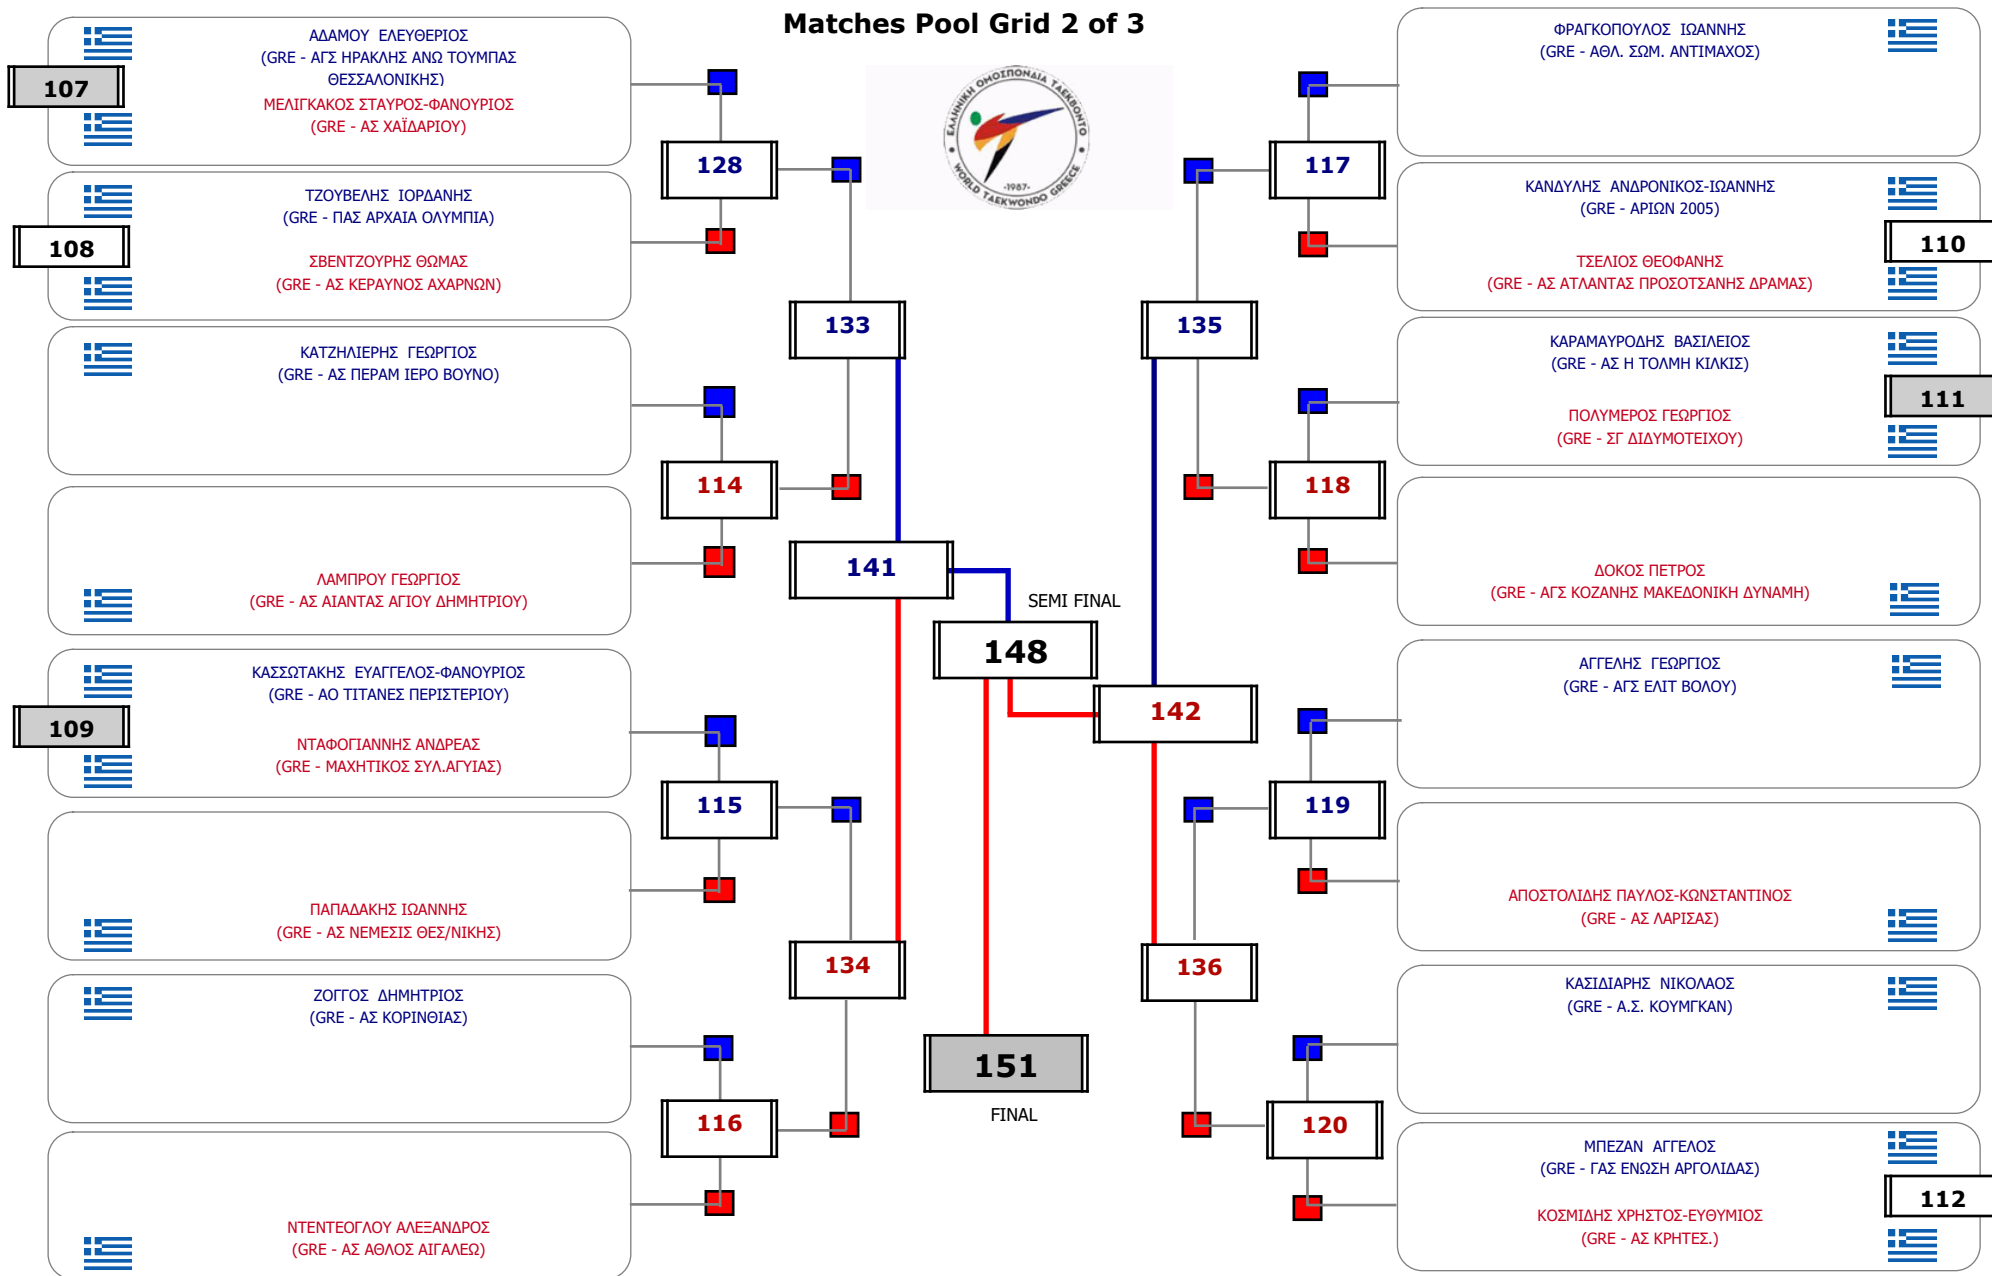 Matches Pool Grid 2 of 3
ΕΛΛΗΝΙΚΗ ΟΜΟΣΠΟΝΔΙΑ ΤΑΕΚΒΟΝΤΟ
-1987-
WORLD TAEKWONDO GREECE
107
ΑΔΑΜΟΥ ΕΛΕΥΘΕΡΙΟΣ
(GRE - ΑΓΣ ΗΡΑΚΛΗΣ ΑΝΩ ΤΟΥΜΠΑΣ
ΘΕΣΣΑΛΟΝΙΚΗΣ)
ΜΕΛΙΓΚΑΚΟΣ ΣΤΑΥΡΟΣ-ΦΑΝΟΥΡΙΟΣ
(GRE - ΑΣ ΧΑΪΔΑΡΙΟΥ)
128
108
ΤΖΟΥΒΕΛΗΣ ΙΟΡΔΑΝΗΣ
(GRE - ΠΑΣ ΑΡΧΑΙΑ ΟΛΥΜΠΙΑ)
ΣΒΕΝΤΖΟΥΡΗΣ ΘΩΜΑΣ
(GRE - ΑΣ ΚΕΡΑΥΝΟΣ ΑΧΑΡΝΩΝ)
133
ΚΑΤΖΗΛΙΕΡΗΣ ΓΕΩΡΓΙΟΣ
(GRE - ΑΣ ΠΕΡΑΜ ΙΕΡΟ ΒΟΥΝΟ)
114
ΛΑΜΠΡΟΥ ΓΕΩΡΓΙΟΣ
(GRE - ΑΣ ΑΙΑΝΤΑΣ ΑΓΙΟΥ ΔΗΜΗΤΡΙΟΥ)
141
109
ΚΑΣΣΩΤΑΚΗΣ ΕΥΑΓΓΕΛΟΣ-ΦΑΝΟΥΡΙΟΣ
(GRE - ΑΟ ΤΙΤΑΝΕΣ ΠΕΡΙΣΤΕΡΙΟΥ)
ΝΤΑΦΟΓΙΑΝΝΗΣ ΑΝΔΡΕΑΣ
(GRE - ΜΑΧΗΤΙΚΟΣ ΣΥΛ.ΑΓΥΙΑΣ)
115
ΠΑΠΑΔΑΚΗΣ ΙΩΑΝΝΗΣ
(GRE - ΑΣ ΝΕΜΕΣΙΣ ΘΕΣ/ΝΙΚΗΣ)
134
ΖΟΓΓΟΣ ΔΗΜΗΤΡΙΟΣ
(GRE - ΑΣ ΚΟΡΙΝΘΙΑΣ)
116
ΝΤΕΝΤΕΟΓΛΟΥ ΑΛΕΞΑΝΔΡΟΣ
(GRE - ΑΣ ΑΘΛΟΣ ΑΙΓΑΛΕΩ)
SEMI FINAL
148
142
151
FINAL
ΦΡΑΓΚΟΠΟΥΛΟΣ ΙΩΑΝΝΗΣ
(GRE - ΑΘΛ. ΣΩΜ. ΑΝΤΙΜΑΧΟΣ)
117
ΚΑΝΔΥΛΗΣ ΑΝΔΡΟΝΙΚΟΣ-ΙΩΑΝΝΗΣ
(GRE - ΑΡΙΩΝ 2005)
110
ΤΣΕΛΙΟΣ ΘΕΟΦΑΝΗΣ
(GRE - ΑΣ ΑΤΛΑΝΤΑΣ ΠΡΟΣΟΤΣΑΝΗΣ ΔΡΑΜΑΣ)
135
ΚΑΡΑΜΑΥΡΟΔΗΣ ΒΑΣΙΛΕΙΟΣ
(GRE - ΑΣ Η ΤΟΛΜΗ ΚΙΛΚΙΣ)
111
ΠΟΛΥΜΕΡΟΣ ΓΕΩΡΓΙΟΣ
(GRE - ΣΓ ΔΙΔΥΜΟΤΕΙΧΟΥ)
118
ΔΟΚΟΣ ΠΕΤΡΟΣ
(GRE - ΑΓΣ ΚΟΖΑΝΗΣ ΜΑΚΕΔΟΝΙΚΗ ΔΥΝΑΜΗ)
ΑΓΓΕΛΗΣ ΓΕΩΡΓΙΟΣ
(GRE - ΑΓΣ ΕΛΙΤ ΒΟΛΟΥ)
119
ΑΠΟΣΤΟΛΙΔΗΣ ΠΑΥΛΟΣ-ΚΩΝΣΤΑΝΤΙΝΟΣ
(GRE - ΑΣ ΛΑΡΙΣΑΣ)
136
ΚΑΣΙΔΙΑΡΗΣ ΝΙΚΟΛΑΟΣ
(GRE - Α.Σ. ΚΟΥΜΓΚΑΝ)
120
ΜΠΕΖΑΝ ΑΓΓΕΛΟΣ
(GRE - ΓΑΣ ΕΝΩΣΗ ΑΡΓΟΛΙΔΑΣ)
112
ΚΟΣΜΙΔΗΣ ΧΡΗΣΤΟΣ-ΕΥΘΥΜΙΟΣ
(GRE - ΑΣ ΚΡΗΤΕΣ.)